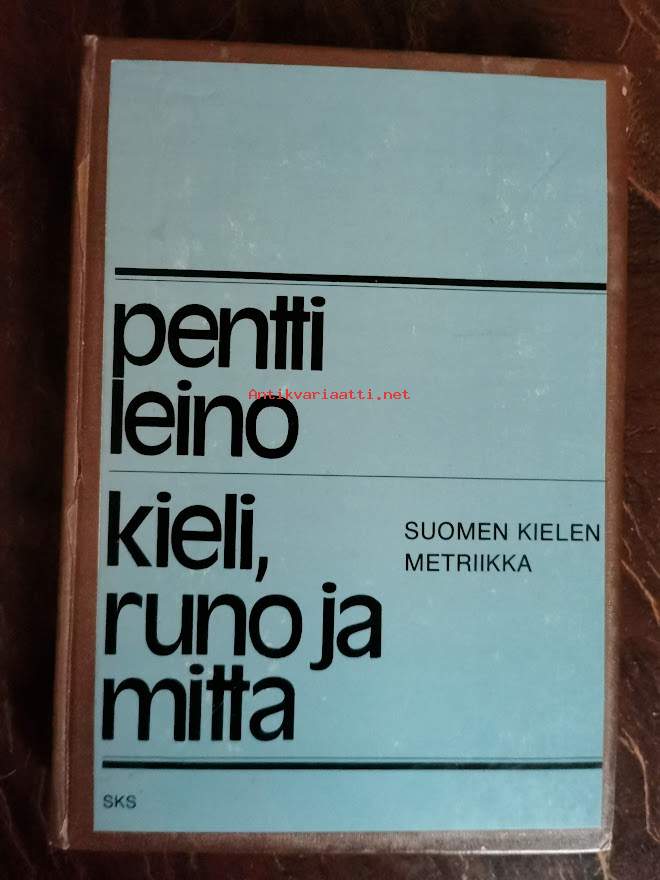 pentti
Antikvariaatti.net
leino
kieli,
runo ja
mitta
SUOMEN KIELEN
METRIIKKA
SKS